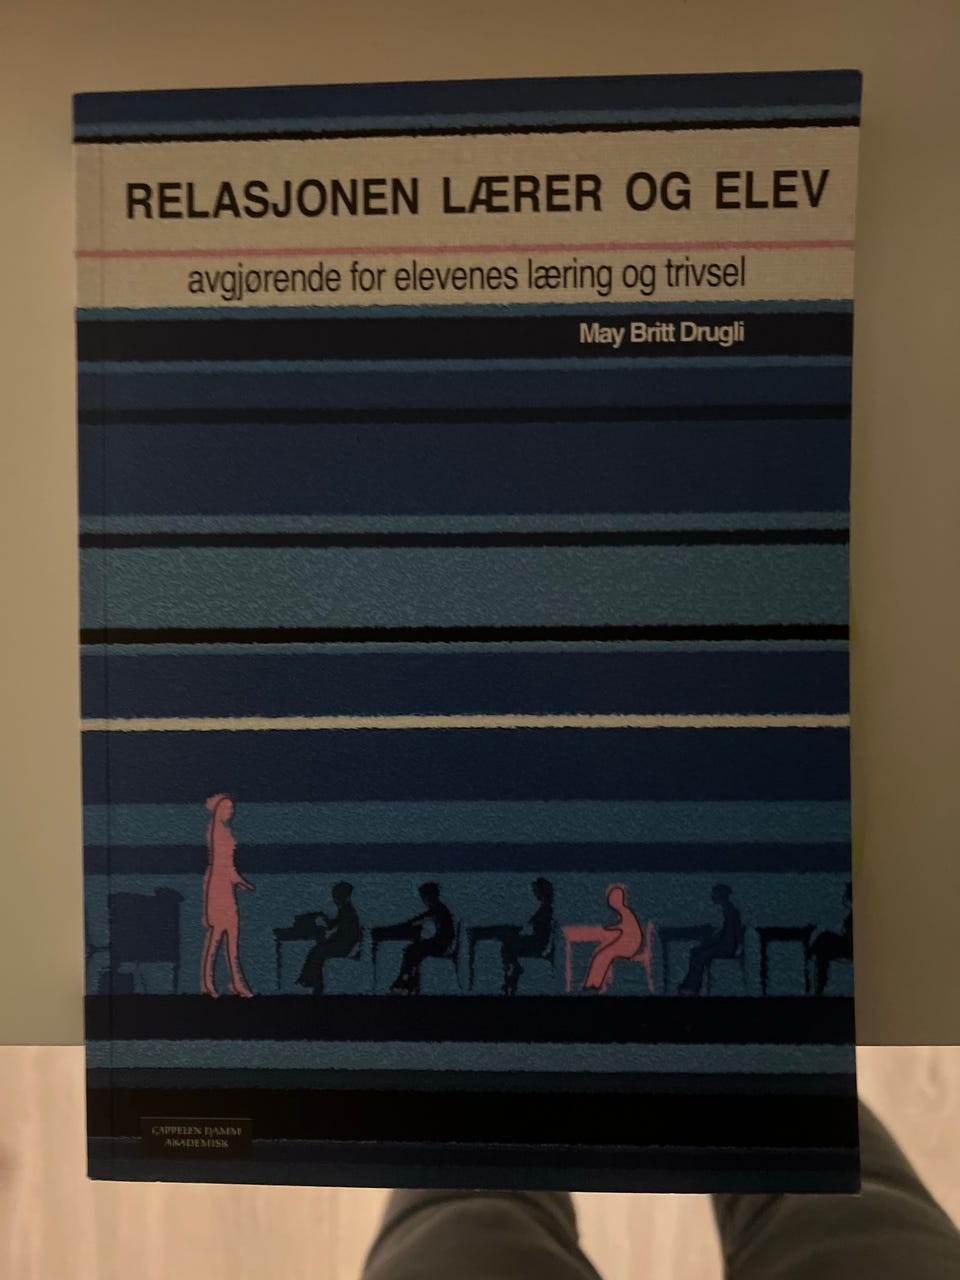 RELASJONEN LÆRER OG ELEV
avgjørende for elevenes læring og trivsel
May Britt Drugli
CAPPELEN DAMM
AKADEMISK